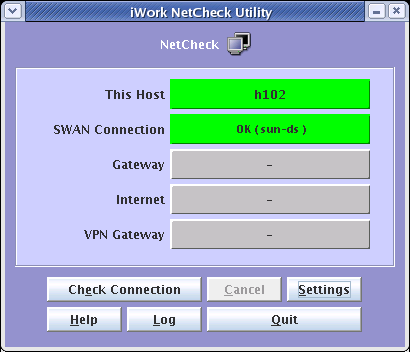 iWork NetCheck Utility
NetCheck
This Host h102
SWAN Connection OK (sun-ds)
Gateway -
Internet -
VPN Gateway -
Check Connection Cancel Settings
Help Log Quit